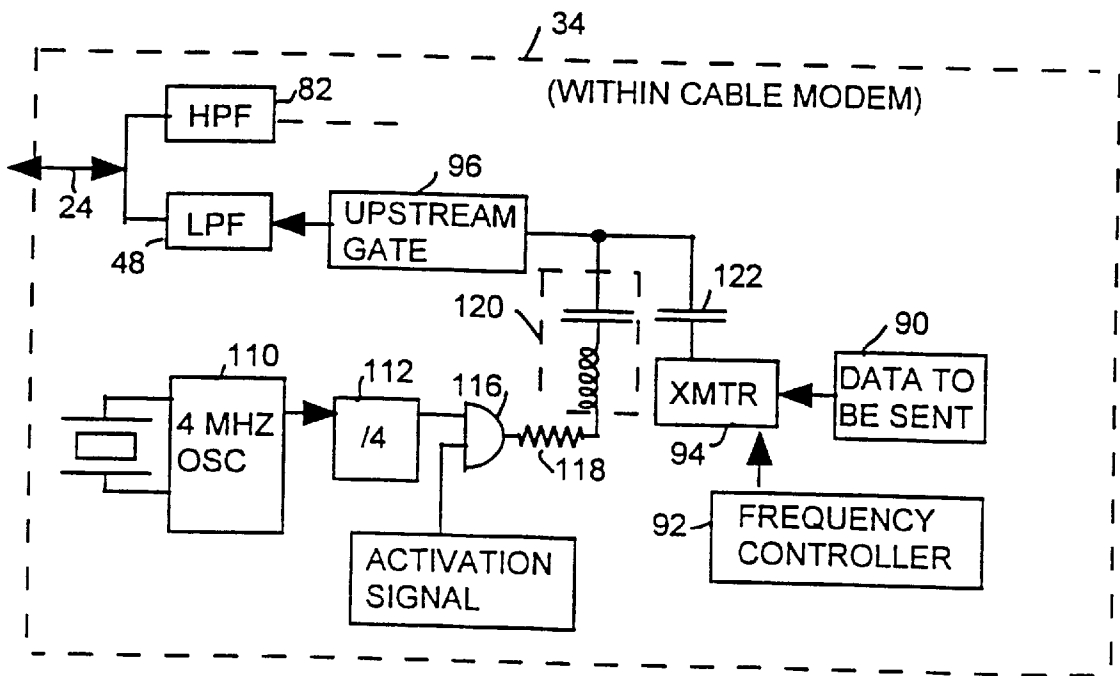 34
(WITHIN CABLE MODEM)
HPF
82
24
LPF
48
96
UPSTREAM
GATE
120
122
90
DATA TO
BE SENT
XMTR
94
110
4 MHZ
OSC
112
/4
116
118
92
FREQUENCY
CONTROLLER
ACTIVATION
SIGNAL